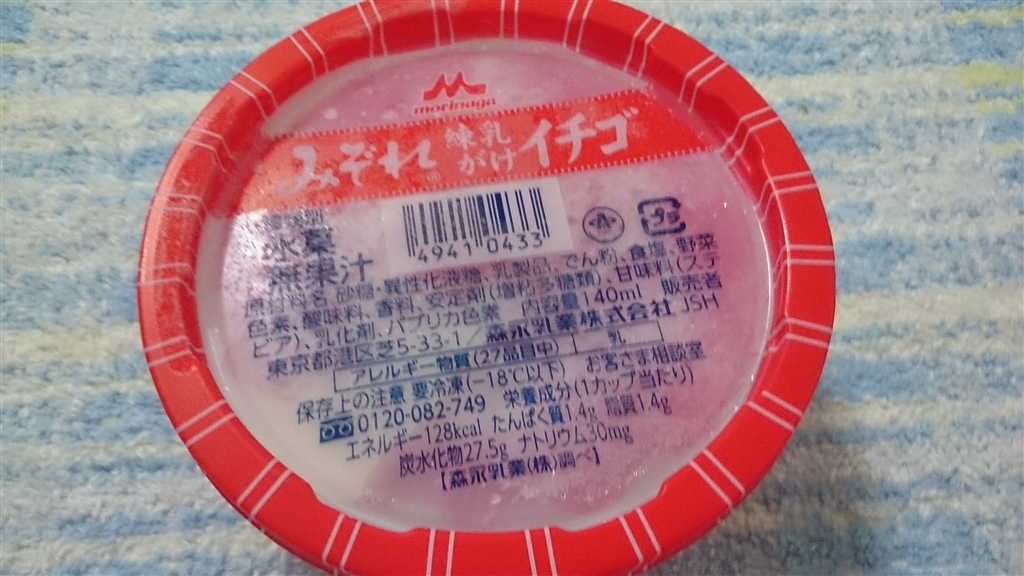 morinaga
みぞれ® 練乳がけ イチゴ
氷菓
無果汁
4941 0433
プラ
原材料名 砂糖、異性化液糖、乳製品、でん粉、食塩、野菜
色素、酸味料、香料、安定剤(増粘多糖類)、甘味料(ステ
ビア)、乳化剤、パプリカ色素 内容量140ml 販売者
東京都港区芝5-33-1 森永乳業株式会社 JSH
アレルギー物質(27品目中) 乳
保存上の注意 要冷凍(-18℃以下) お客さま相談室
0120-082-749 栄養成分(1カップ当たり)
エネルギー128kcal たんぱく質1.4g 脂質1.4g
炭水化物27.5g ナトリウム30mg
【森永乳業(株)調べ】